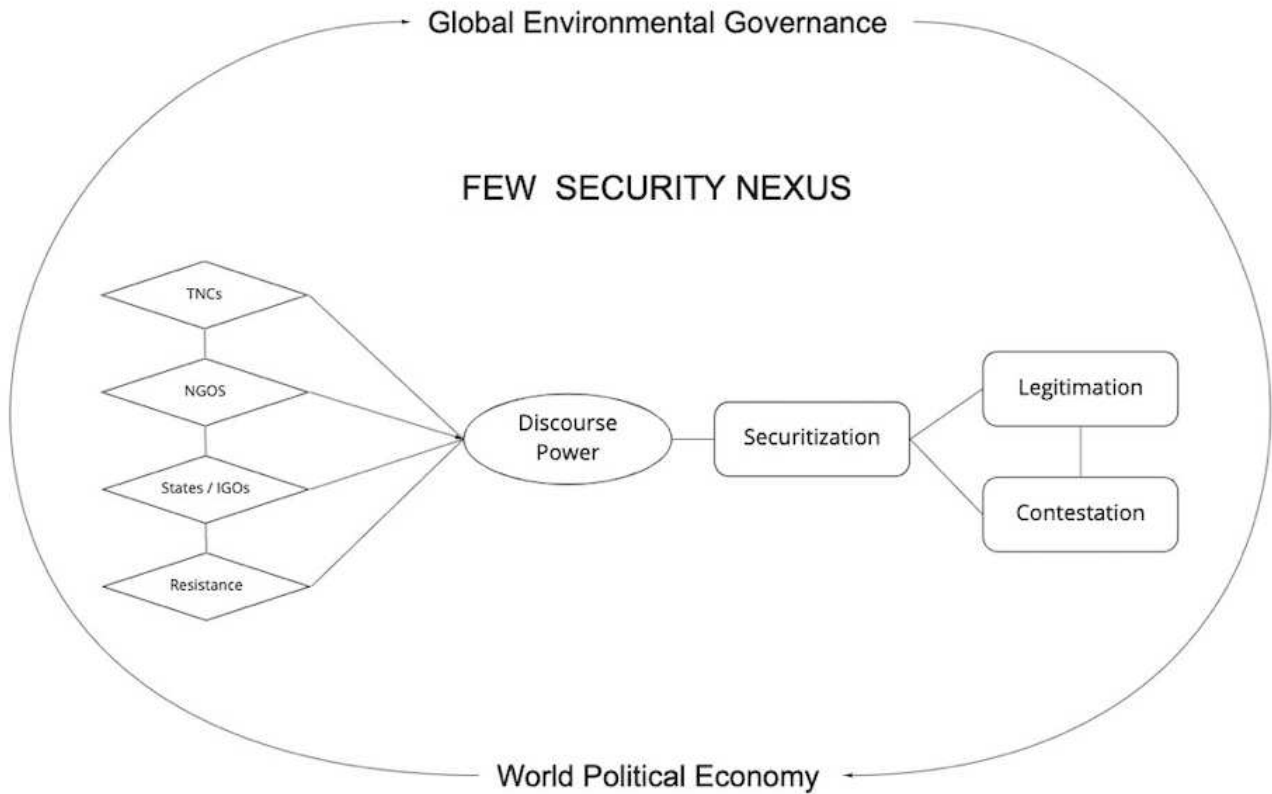 Global Environmental Governance
FEW SECURITY NEXUS
TNCs
NGOS
States / IGOs
Resistance
Discourse
Power
Securitization
Legitimation
Contestation
World Political Economy